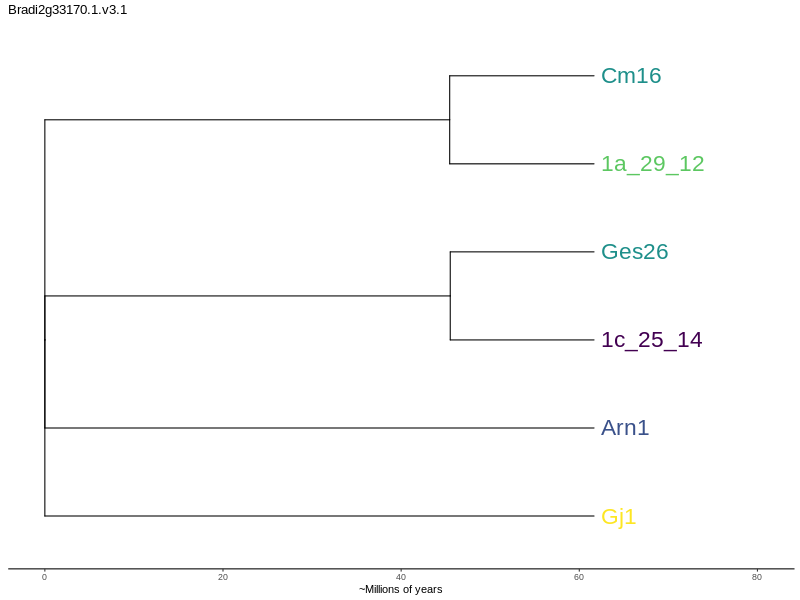 Bradi2g33170.1.v3.1
Cm16
1a_29_12
Ges26
1c_25_14
Arn1
Gj1
0 20 40 60 80
~Millions of years